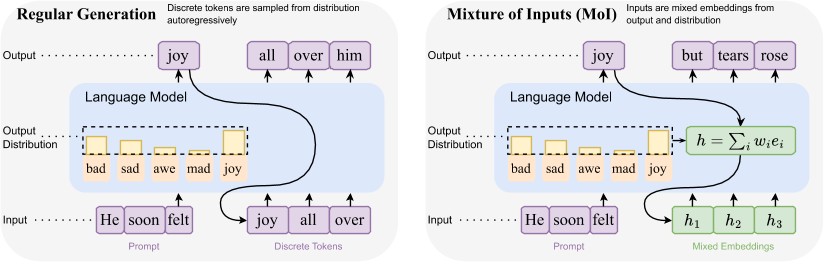 Regular Generation
Discrete tokens are sampled from distribution
autoregressively
Output
joy
all over him
Language Model
Output
Distribution
bad sad awe mad joy
Input
He soon felt
joy all over
Prompt
Discrete Tokens
Mixture of Inputs (MoI)
Inputs are mixed embeddings from
output and distribution
Output
joy
but tears rose
Language Model
Output
Distribution
bad sad awe mad joy
h = ∑ᵢ wᵢeᵢ
Input
He soon felt
h₁ h₂ h₃
Prompt
Mixed Embeddings